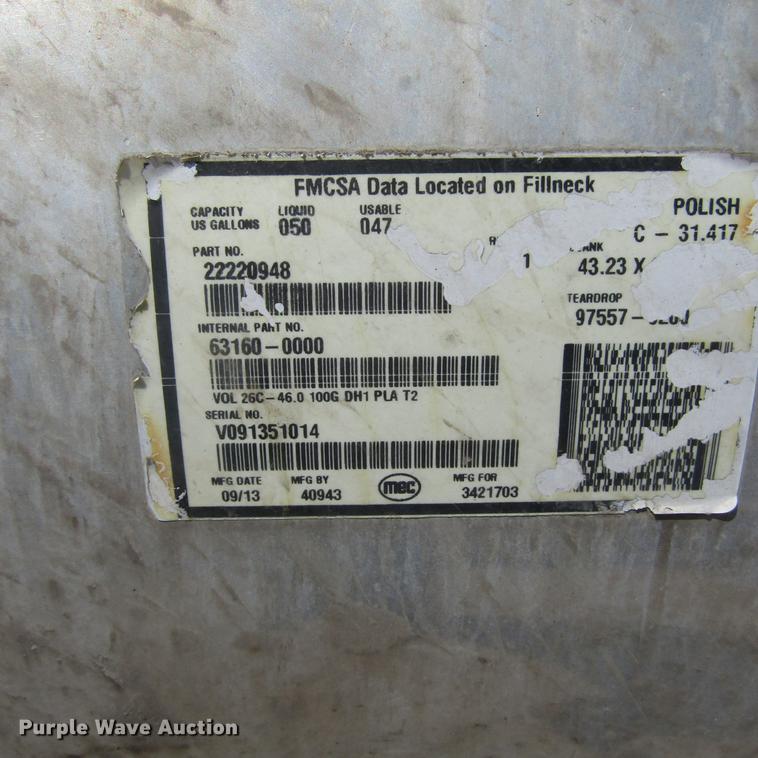 FMCSA Data Located on Fillneck
CAPACITY LIQUID USABLE
US GALLONS 050 047
POLISH
C - 31.417
PART NO.
22220948
1
43.23 X
INTERNAL PART NO.
63160-0000
TEARDROP
97557-
VOL 26C-46.0 100G DH1 PLA T2
SERIAL NO.
V091351014
MFG DATE MFG BY mec MFG FOR
09/13 40943 3421703
Purple Wave Auction